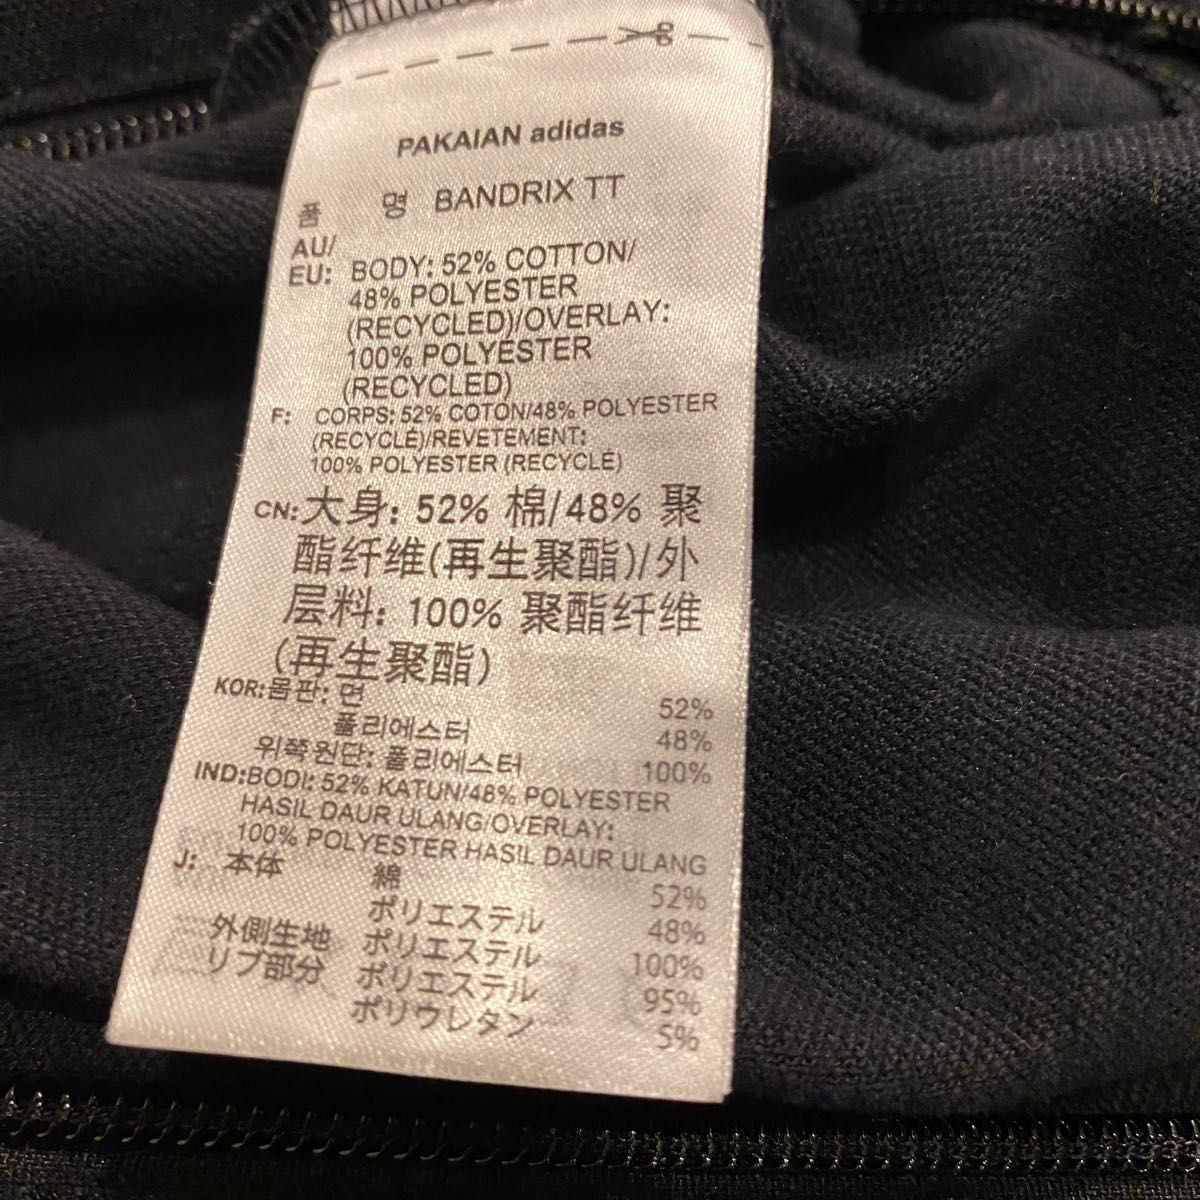 PAKAIAN adidas
품 명 BANDRIX TT
AU/
EU: BODY: 52% COTTON/
48% POLYESTER
(RECYCLED)/OVERLAY:
100% POLYESTER
(RECYCLED)
F: CORPS: 52% COTON/48% POLYESTER
(RECYCLÉ)/REVETEMENT:
100% POLYESTER (RECYCLÉ)
CN: 大身: 52% 棉/48% 聚
酯纤维(再生聚酯)/外
层料: 100% 聚酯纤维
(再生聚酯)
KOR: 몸판: 면 52%
폴리에스터 48%
위쪽원단: 폴리에스터 100%
IND: BODI: 52% KATUN/48% POLYESTER
HASIL DAUR ULANG/OVERLAY:
100% POLYESTER HASIL DAUR ULANG
J: 本体 綿 52%
ポリエステル 48%
外側生地 ポリエステル 100%
リブ部分 ポリエステル 95%
ポリウレタン 5%